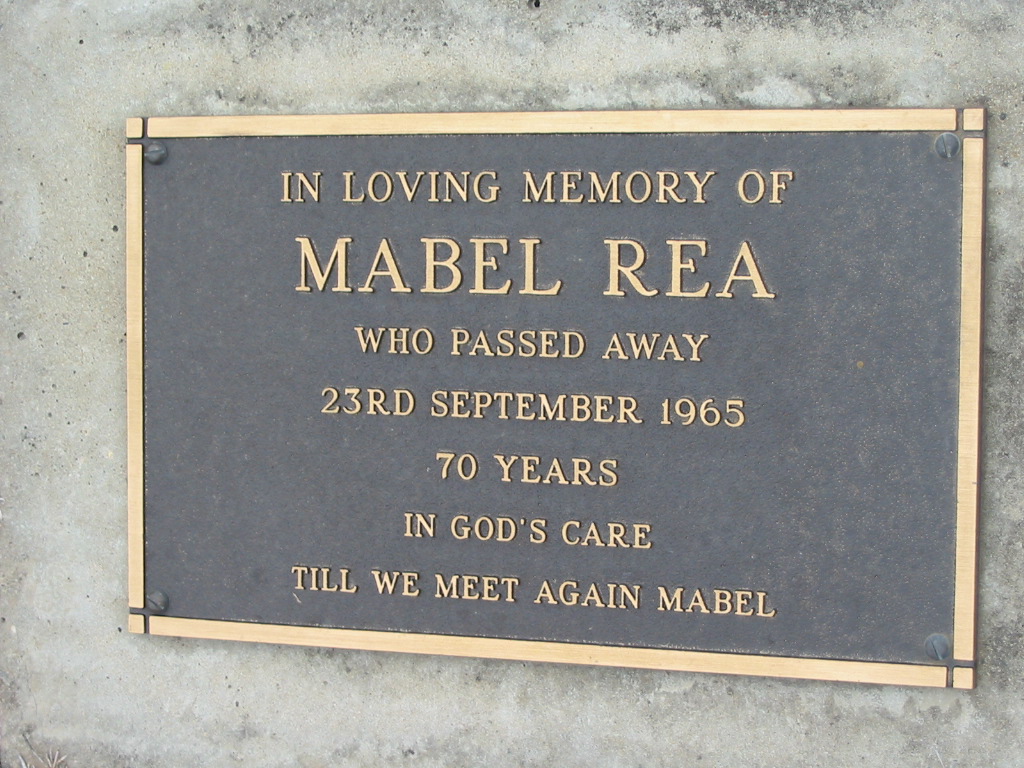 IN LOVING MEMORY OF
MABEL REA
WHO PASSED AWAY
23RD SEPTEMBER 1965
70 YEARS
IN GOD'S CARE
TILL WE MEET AGAIN MABEL